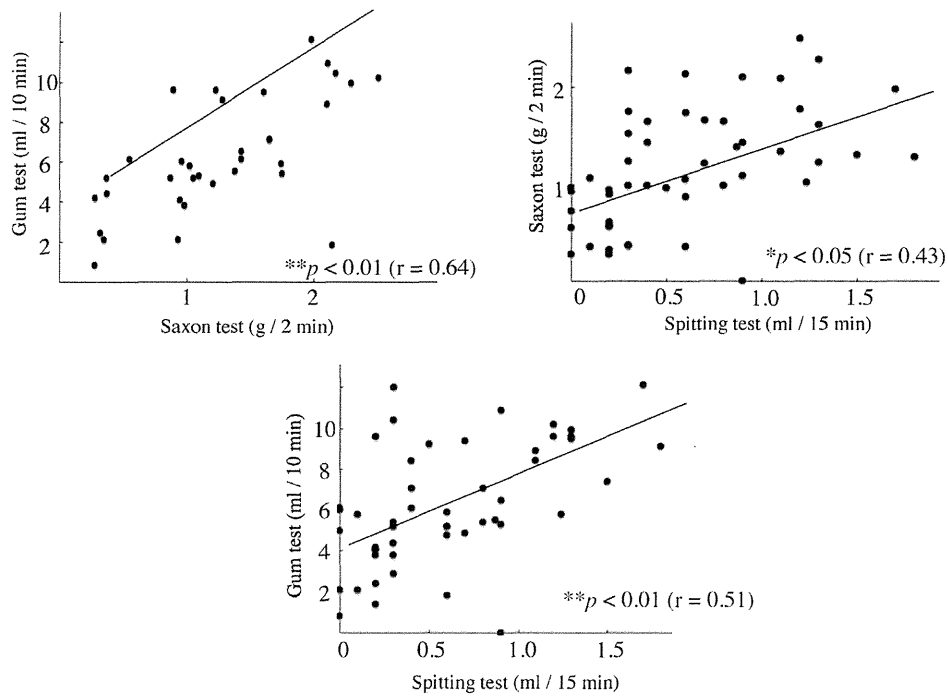 Gum test (ml / 10 min)
10
8
6
4
2
**p < 0.01 (r = 0.64)
1
2
Saxon test (g / 2 min)
Saxon test (g / 2 min)
2
1
*p < 0.05 (r = 0.43)
0
0.5
1.0
1.5
Spitting test (ml / 15 min)
Gum test (ml / 10 min)
10
8
6
4
2
**p < 0.01 (r = 0.51)
0
0.5
1.0
1.5
Spitting test (ml / 15 min)